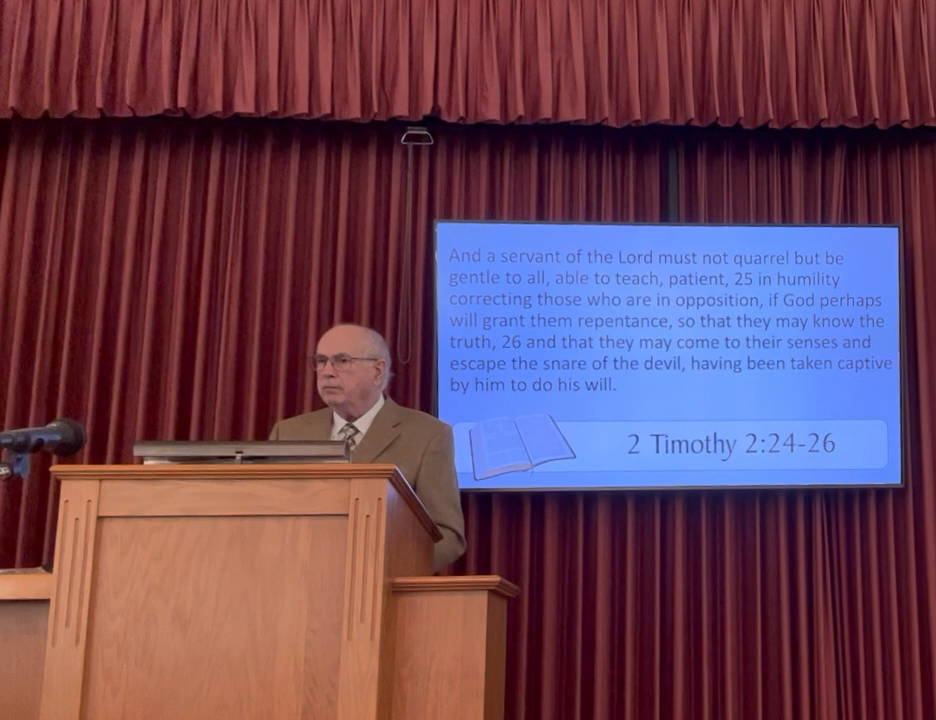 And a servant of the Lord must not quarrel but be
gentle to all, able to teach, patient, 25 in humility
correcting those who are in opposition, if God perhaps
will grant them repentance, so that they may know the
truth, 26 and that they may come to their senses and
escape the snare of the devil, having been taken captive
by him to do his will.
2 Timothy 2:24-26